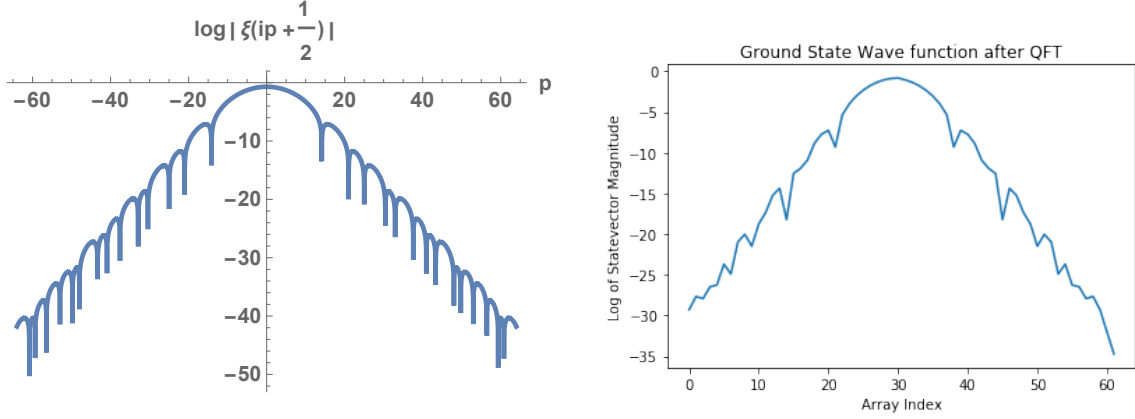 log| ξ(ip + 1/2)|
−60 −40 −20 20 40 60 p
−10
−20
−30
−40
−50
Ground State Wave function after QFT
Log of Statevector Magnitude
0
−5
−10
−15
−20
−25
−30
−35
0 10 20 30 40 50 60
Array Index